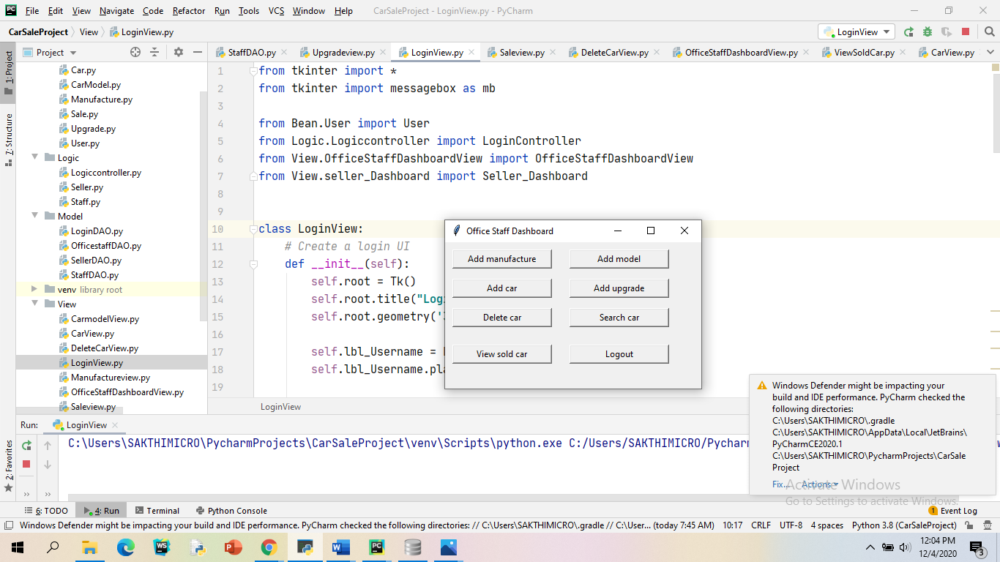 File Edit View Navigate Code Refactor Run Tools VCS Window Help CarSaleProject - LoginView.py - PyCharm
CarSaleProject View LoginView.py LoginView
Project StaffDAO.py Upgradeview.py LoginView.py Saleview.py DeleteCarView.py OfficeStaffDashboardView.py ViewSoldCar.py CarView.py
1: Project
7: Structure
2: Favorites
Car.py
CarModel.py
Manufacture.py
Sale.py
Upgrade.py
User.py
Logic
Logiccontroller.py
Seller.py
Staff.py
Model
LoginDAO.py
OfficestaffDAO.py
SellerDAO.py
StaffDAO.py
venv library root
View
CarmodelView.py
CarView.py
DeleteCarView.py
LoginView.py
Manufactureview.py
OfficeStaffDashboardView.py
Saleview.py
1 from tkinter import *
2 from tkinter import messagebox as mb
3
4 from Bean.User import User
5 from Logic.Logiccontroller import LoginController
6 from View.OfficeStaffDashboardView import OfficeStaffDashboardView
7 from View.seller_Dashboard import Seller_Dashboard
8
9
10 class LoginView:
11 # Create a login UI
12 def __init__(self):
13 self.root = Tk()
14 self.root.title("Log
15 self.root.geometry('
16
17 self.lbl_Username =
18 self.lbl_Username.pl
19
LoginView
Office Staff Dashboard
Add manufacture Add model
Add car Add upgrade
Delete car Search car
View sold car Logout
Windows Defender might be impacting your
build and IDE performance. PyCharm checked the
following directories:
C:\Users\SAKTHIMICRO\.gradle
C:\Users\SAKTHIMICRO\AppData\Local\JetBrains\
PyCharmCE2020.1
C:\Users\SAKTHIMICRO\PycharmProjects\CarSale
Project
Fix... Actions
Activate Windows
Go to Settings to activate Windows.
Run: LoginView
C:\Users\SAKTHIMICRO\PycharmProjects\CarSaleProject\venv\Scripts\python.exe C:/Users/SAKTHIMICRO/Pychar
6: TODO 4: Run Terminal Python Console 1 Event Log
Windows Defender might be impacting your build and IDE performance. PyCharm checked the following directories: // C:\Users\SAKTHIMICRO\.gradle // C:\User... (today 7:45 AM) 10:17 CRLF UTF-8 4 spaces Python 3.8 (CarSaleProject)
12:04 PM
12/4/2020
3